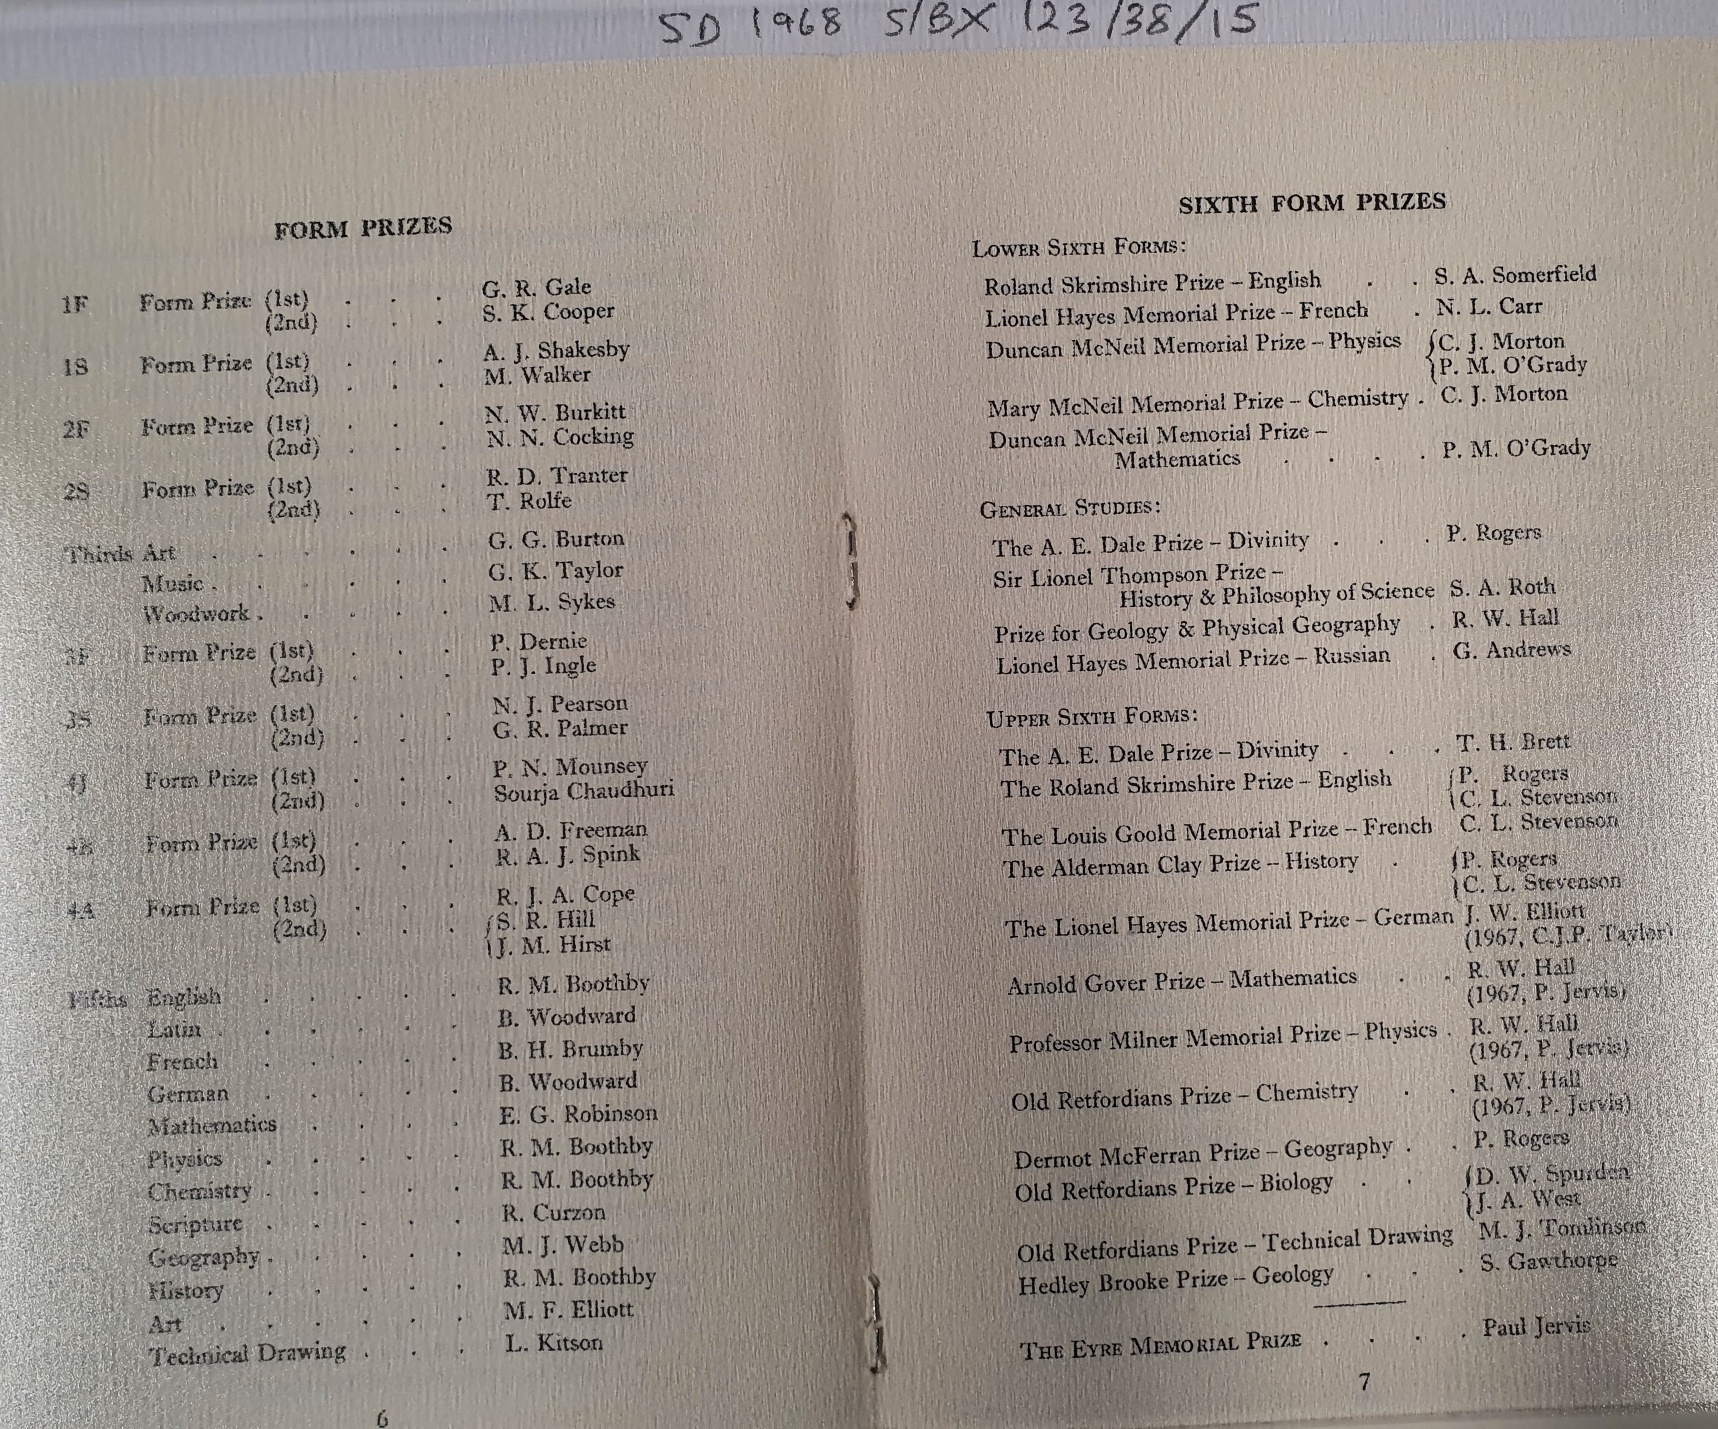 SD 1968 S/BX 123/38/15
FORM PRIZES
1F Form Prize (1st) . . . G. R. Gale
(2nd) . . . S. K. Cooper
1S Form Prize (1st) . . . A. J. Shakesby
(2nd) . . . M. Walker
2F Form Prize (1st) . . . N. W. Burkitt
(2nd) . . . N. N. Cocking
2S Form Prize (1st) . . . R. D. Tranter
(2nd) . . . T. Rolfe
Thirds Art . . . . . . G. G. Burton
Music . . . . . . G. K. Taylor
Woodwork . . . . . M. L. Sykes
3F Form Prize (1st) . . . P. Dernie
(2nd) . . . P. J. Ingle
3S Form Prize (1st) . . . N. J. Pearson
(2nd) . . . G. R. Palmer
4J Form Prize (1st) . . . P. N. Mounsey
(2nd) . . . Sourja Chaudhuri
Form Prize (1st) . . . A. D. Freeman
(2nd) . . . R. A. J. Spink
4A Form Prize (1st) . . . R. J. A. Cope
(2nd) . . . { S. R. Hill
J. M. Hirst
Fifths English . . . . . R. M. Boothby
Latin . . . . . . B. Woodward
French . . . . . B. H. Brumby
German . . . . . B. Woodward
Mathematics . . . . E. G. Robinson
Physics . . . . . R. M. Boothby
Chemistry . . . . . R. M. Boothby
Scripture . . . . . R. Curzon
Geography . . . . . M. J. Webb
History . . . . . R. M. Boothby
Art . . . . . . M. F. Elliott
Technical Drawing . . . L. Kitson
6
SIXTH FORM PRIZES
LOWER SIXTH FORMS:
Roland Skrimshire Prize – English . . S. A. Somerfield
Lionel Hayes Memorial Prize – French . N. L. Carr
Duncan McNeil Memorial Prize – Physics { C. J. Morton
P. M. O'Grady
Mary McNeil Memorial Prize – Chemistry . C. J. Morton
Duncan McNeil Memorial Prize –
Mathematics . . . . P. M. O'Grady
GENERAL STUDIES:
The A. E. Dale Prize – Divinity . . . P. Rogers
Sir Lionel Thompson Prize –
History & Philosophy of Science S. A. Roth
Prize for Geology & Physical Geography . R. W. Hall
Lionel Hayes Memorial Prize – Russian . G. Andrews
UPPER SIXTH FORMS:
The A. E. Dale Prize – Divinity . . . T. H. Brett
The Roland Skrimshire Prize – English { P. Rogers
C. L. Stevenson
The Louis Goold Memorial Prize – French C. L. Stevenson
The Alderman Clay Prize – History . { P. Rogers
C. L. Stevenson
The Lionel Hayes Memorial Prize – German J. W. Elliott
(1967, C.J.P. Taylor)
Arnold Gover Prize – Mathematics . . R. W. Hall
(1967, P. Jervis)
Professor Milner Memorial Prize – Physics . R. W. Hall
(1967, P. Jervis)
Old Retfordians Prize – Chemistry . . R. W. Hall
(1967, P. Jervis)
Dermot McFerran Prize – Geography . . P. Rogers
Old Retfordians Prize – Biology . . { D. W. Spurden
J. A. West
Old Retfordians Prize – Technical Drawing M. J. Tomlinson
Hedley Brooke Prize – Geology . . . S. Gawthorpe
THE EYRE MEMORIAL PRIZE . . . . Paul Jervis
7